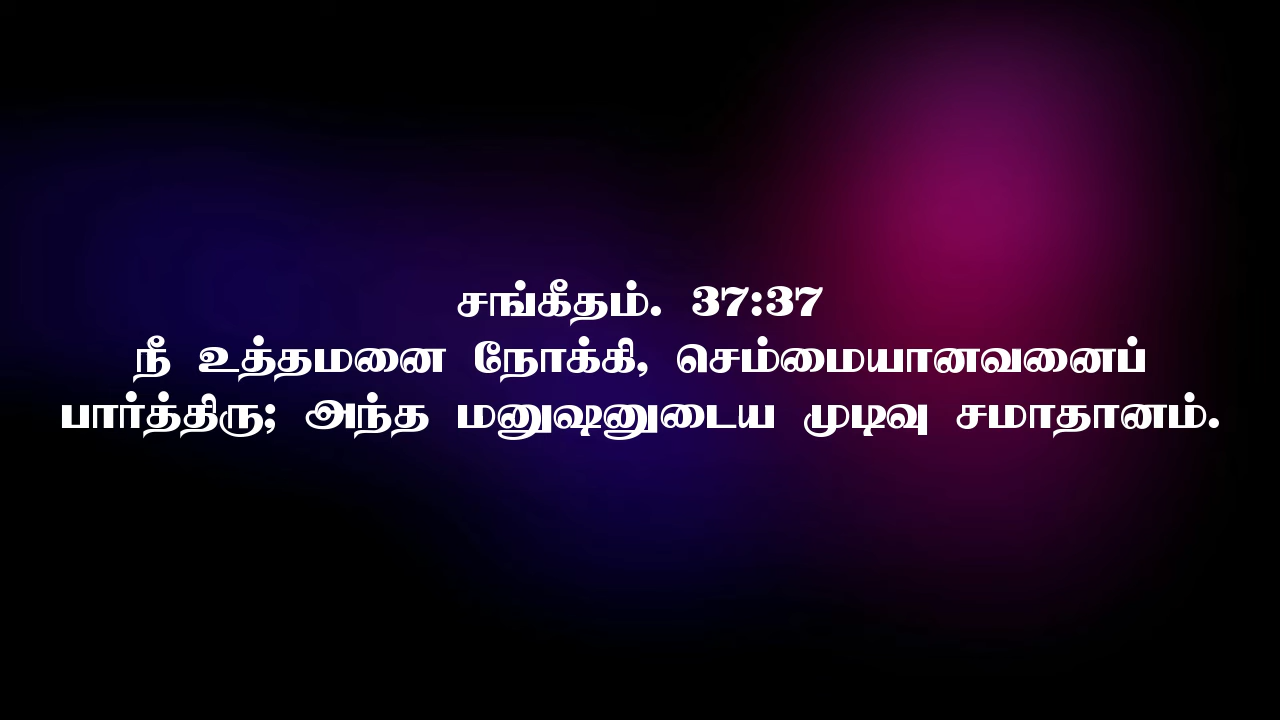 சங்கீதம். 37:37
நீ உத்தமனை நோக்கி, செம்மையானவனைப்
பார்த்திரு; அந்த மனுஷனுடைய முடிவு சமாதானம்.